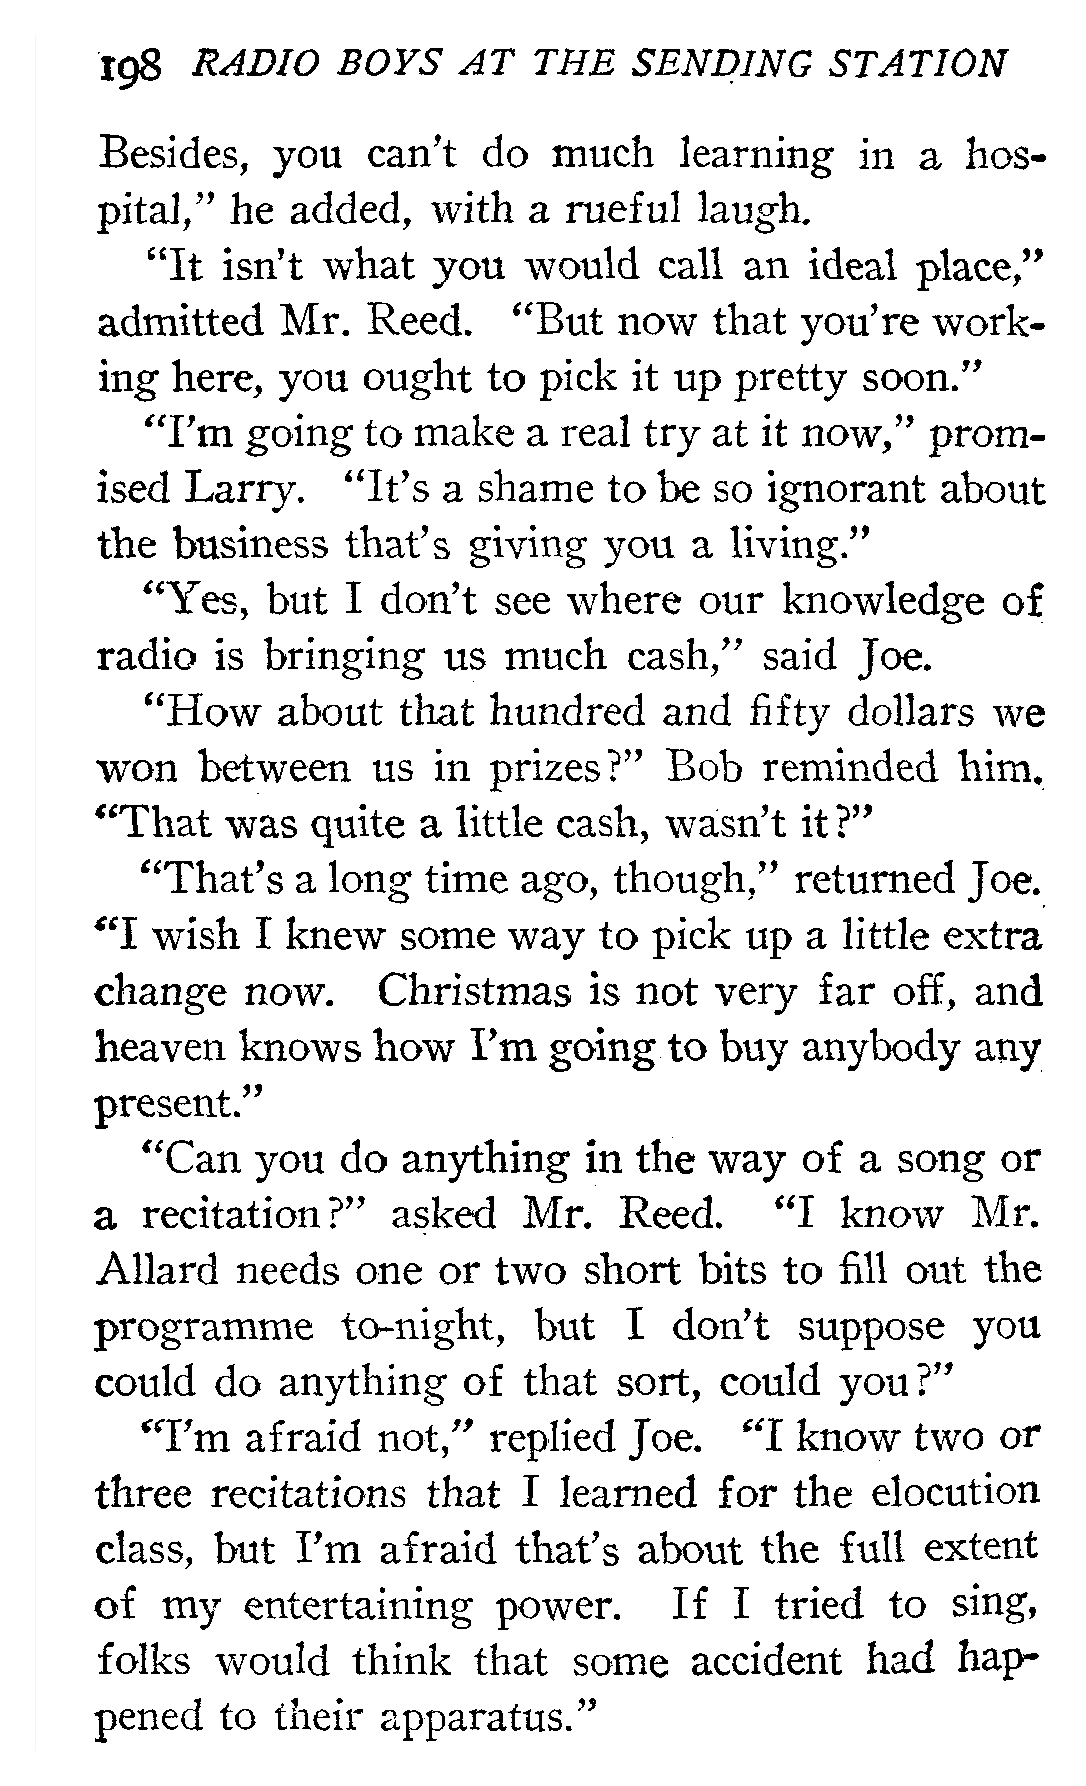 198 RADIO BOYS AT THE SENDING STATION
Besides, you can't do much learning in a hos-
pital," he added, with a rueful laugh.
"It isn't what you would call an ideal place,"
admitted Mr. Reed. "But now that you're work-
ing here, you ought to pick it up pretty soon."
"I'm going to make a real try at it now," prom-
ised Larry. "It's a shame to be so ignorant about
the business that's giving you a living."
"Yes, but I don't see where our knowledge of
radio is bringing us much cash," said Joe.
"How about that hundred and fifty dollars we
won between us in prizes?" Bob reminded him.
"That was quite a little cash, wasn't it?"
"That's a long time ago, though," returned Joe.
"I wish I knew some way to pick up a little extra
change now. Christmas is not very far off, and
heaven knows how I'm going to buy anybody any
present."
"Can you do anything in the way of a song or
a recitation?" asked Mr. Reed. "I know Mr.
Allard needs one or two short bits to fill out the
programme to-night, but I don't suppose you
could do anything of that sort, could you?"
"I'm afraid not," replied Joe. "I know two or
three recitations that I learned for the elocution
class, but I'm afraid that's about the full extent
of my entertaining power. If I tried to sing,
folks would think that some accident had hap-
pened to their apparatus."